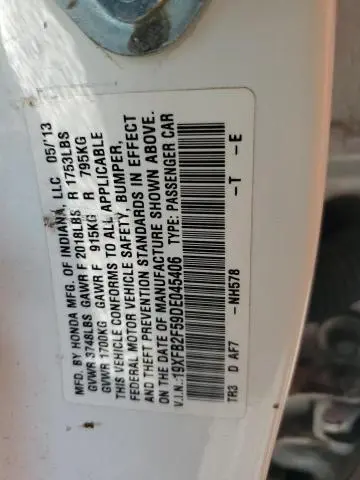 MFD. BY HONDA MFG. OF INDIANA, LLC 05/'13
GVWR 3748LBS GAWR F 2018LBS R 1753LBS
GVWR 1700KG GAWR F 915KG R 795KG
THIS VEHICLE CONFORMS TO ALL APPLICABLE
FEDERAL MOTOR VEHICLE SAFETY, BUMPER,
AND THEFT PREVENTION STANDARDS IN EFFECT
ON THE DATE OF MANUFACTURE SHOWN ABOVE.
V.I.N.:19XFB2F59DE045406 TYPE: PASSENGER CAR
TR3 D AF7 -NH578 -T -E